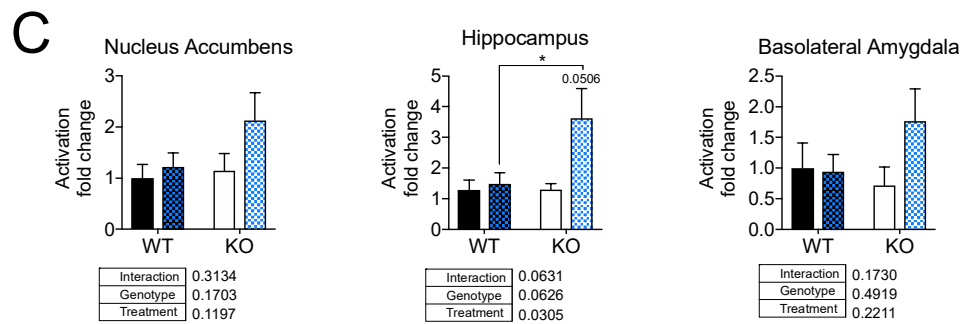 C
Nucleus Accumbens
Activation
fold change
3
2
1
0
WT KO
Interaction 0.3134
Genotype 0.1703
Treatment 0.1197
Hippocampus
*
0.0506
Activation
fold change
5
4
3
2
1
0
WT KO
Interaction 0.0631
Genotype 0.0626
Treatment 0.0305
Basolateral Amygdala
Activation
fold change
2.5
2.0
1.5
1.0
0.5
0.0
WT KO
Interaction 0.1730
Genotype 0.4919
Treatment 0.2211